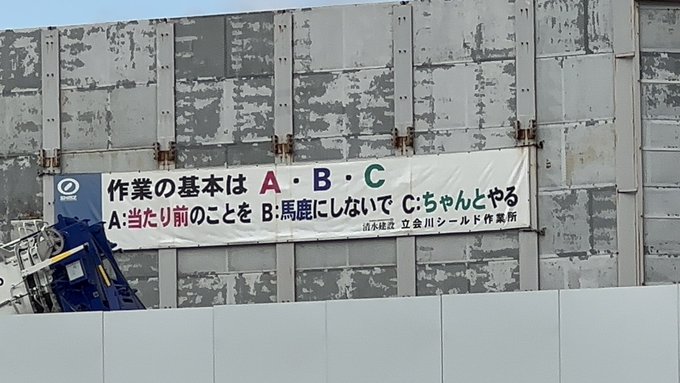 作業の基本は A・B・C
A:当たり前のことを B:馬鹿にしないで C:ちゃんとやる
清水建設 立会川シールド作業所